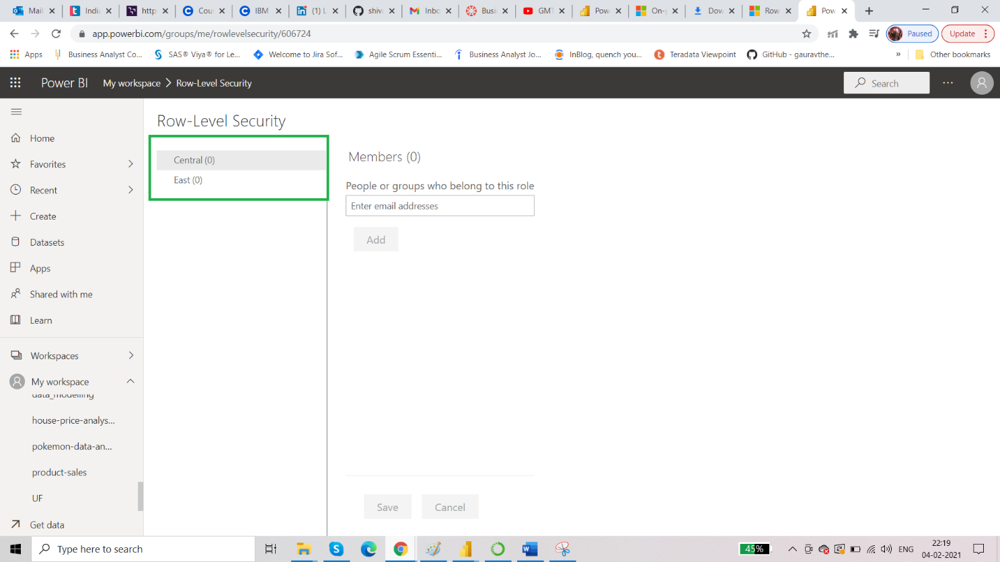 Mail
India
http
Cour
IBM
(1) L
shiv
Inbo
Busi
GMT
Powe
On-p
Dow
Row
Pow
app.powerbi.com/groups/me/rowlevelsecurity/606724
Paused
Update
Apps
Business Analyst Co...
SAS® Viya® for Le...
Welcome to Jira Sof...
Agile Scrum Essenti...
Business Analyst Jo...
InBlog, quench you...
Teradata Viewpoint
GitHub - gauravthe...
»
Other bookmarks
Power BI
My workspace > Row-Level Security
Search
Row-Level Security
Home
Favorites
Recent
Create
Datasets
Apps
Shared with me
Learn
Workspaces
My workspace
data_modelling
house-price-analys...
pokemon-data-an...
product-sales
UF
Get data
Central (0)
East (0)
Members (0)
People or groups who belong to this role
Enter email addresses
Add
Save
Cancel
Type here to search
45%
ENG
22:19
04-02-2021